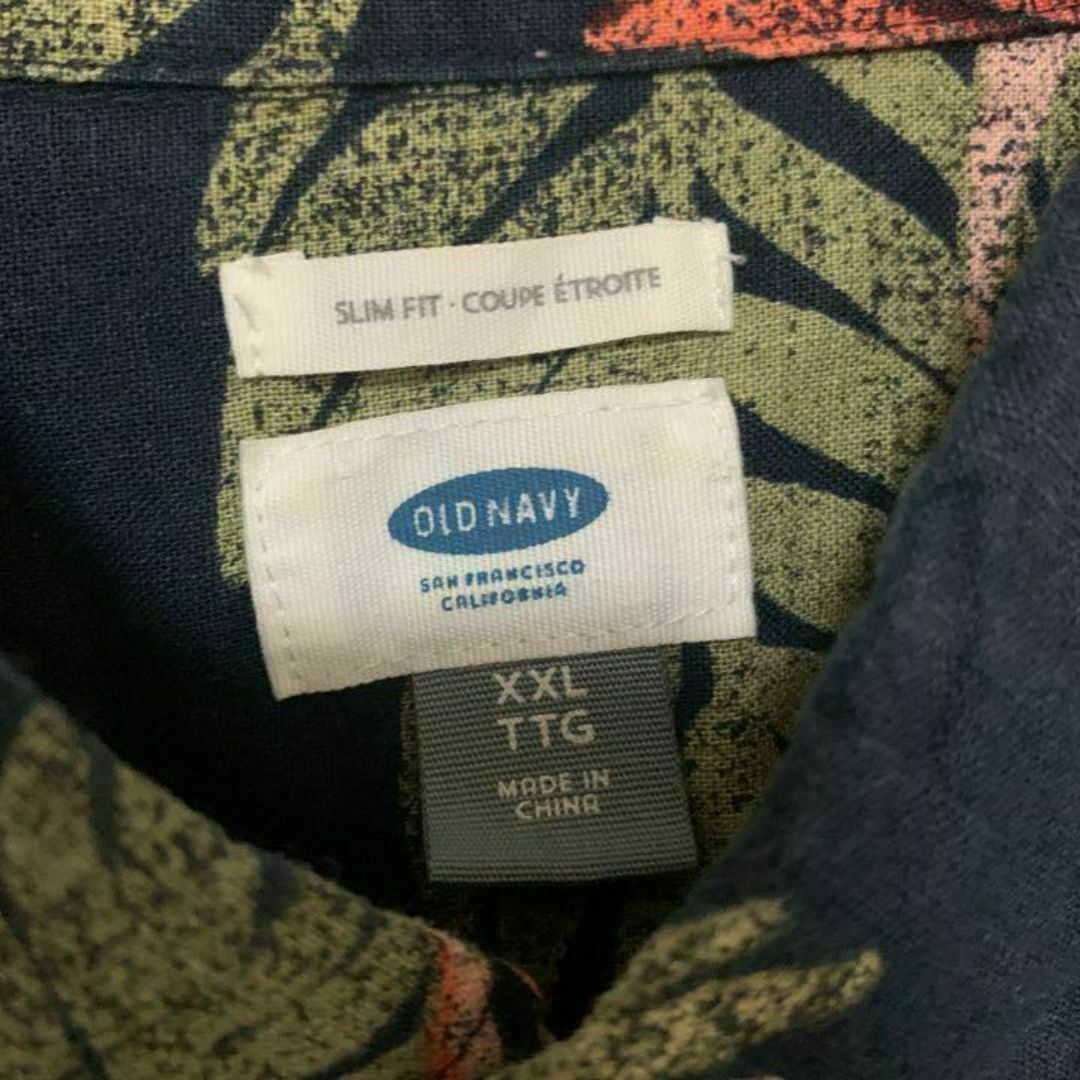 SLIM FIT · COUPE ÉTROITE
OLD NAVY
SAN FRANCISCO
CALIFORNIA
XXL
TTG
MADE IN
CHINA